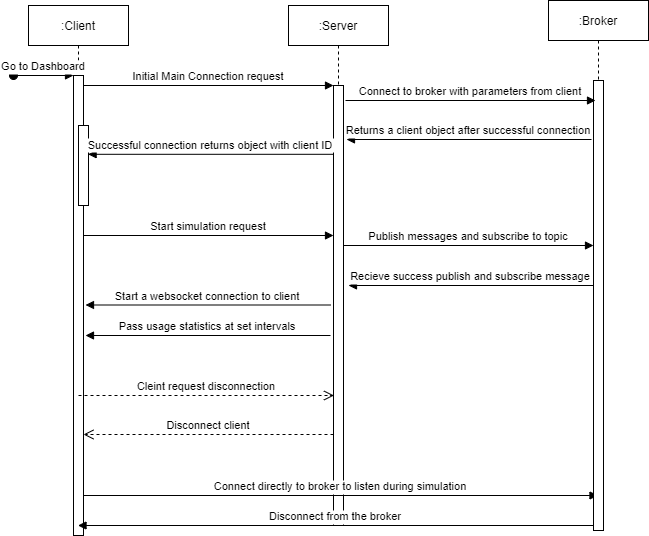 :Client
:Server
:Broker
Go to Dashboard
Initial Main Connection request
Connect to broker with parameters from client
Returns a client object after successful connection
Successful connection returns object with client ID
Start simulation request
Publish messages and subscribe to topic
Recieve success publish and subscribe message
Start a websocket connection to client
Pass usage statistics at set intervals
Cleint request disconnection
Disconnect client
Connect directly to broker to listen during simulation
Disconnect from the broker